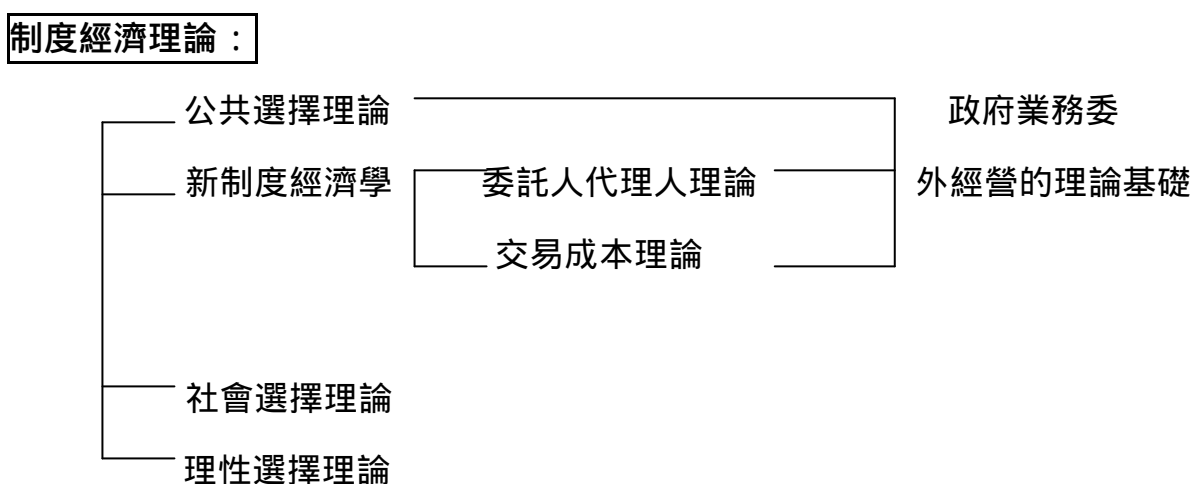 制度經濟理論：
公共選擇理論 政府業務委
新制度經濟學 委託人代理人理論 外經營的理論基礎
交易成本理論
社會選擇理論
理性選擇理論